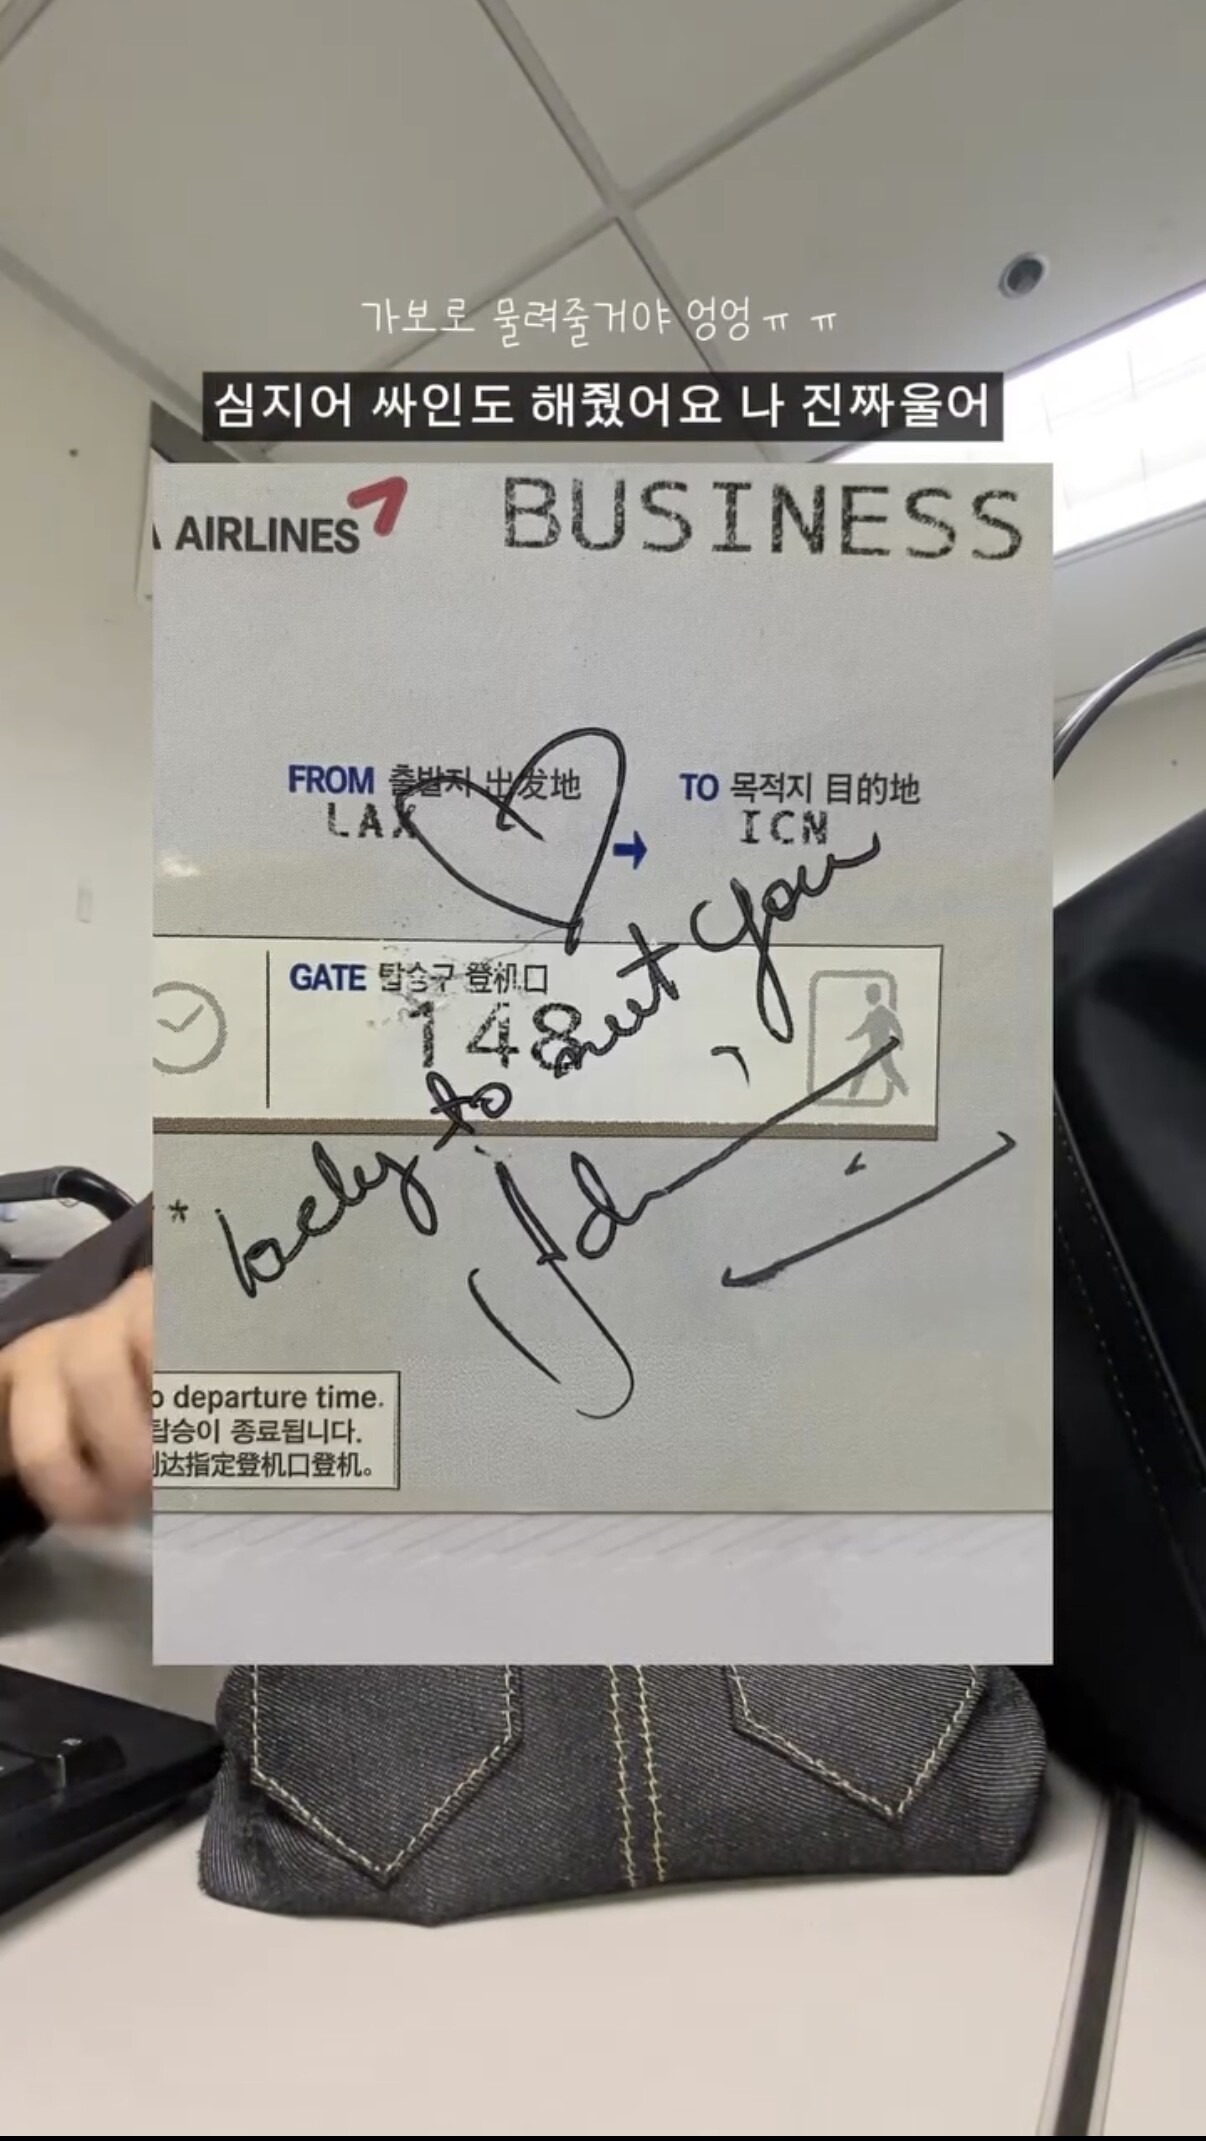 가보로 물려줄거야 엉엉ㅠㅠ
심지어 싸인도 해줬어요 나 진짜울어
AIRLINES
BUSINESS
FROM 출발지 出发地
TO 목적지 目的地
LAX
ICN
GATE 탑승구 登机口
148
lovely to meet you
*
o departure time.
탑승이 종료됩니다.
到达指定登机口登机。